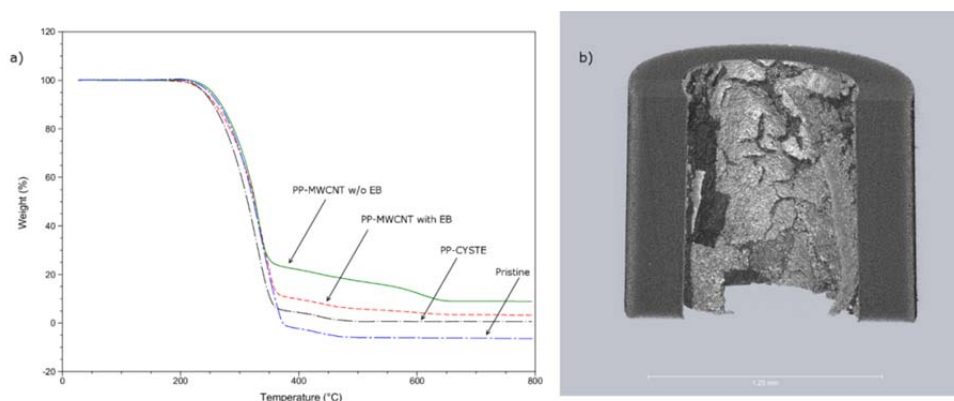 a)
120
100
80
60
40
20
0
-20
Weight (%)
0
200
400
600
800
Temperature (°C)
PP-MWCNT w/o EB
PP-MWCNT with EB
PP-CYSTE
Pristine
b)
1.25 mm